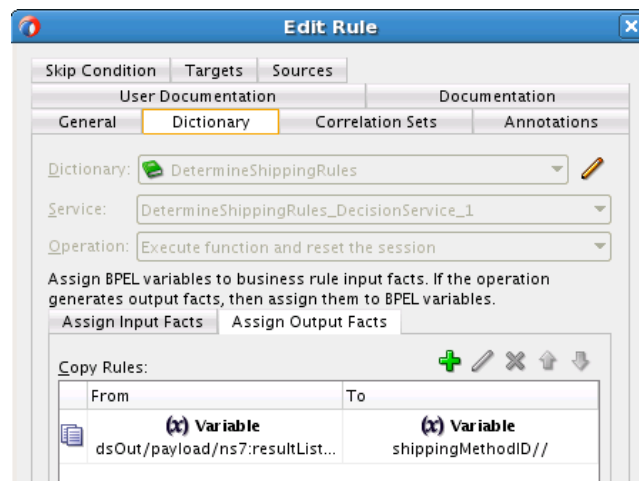 Edit Rule
Skip Condition Targets Sources
User Documentation Documentation
General Dictionary Correlation Sets Annotations
Dictionary: DetermineShippingRules
Service: DetermineShippingRules_DecisionService_1
Operation: Execute function and reset the session
Assign BPEL variables to business rule input facts. If the operation
generates output facts, then assign them to BPEL variables.
Assign Input Facts Assign Output Facts
Copy Rules:
From To
(x) Variable (x) Variable
dsOut/payload/ns7:resultList... shippingMethodID//